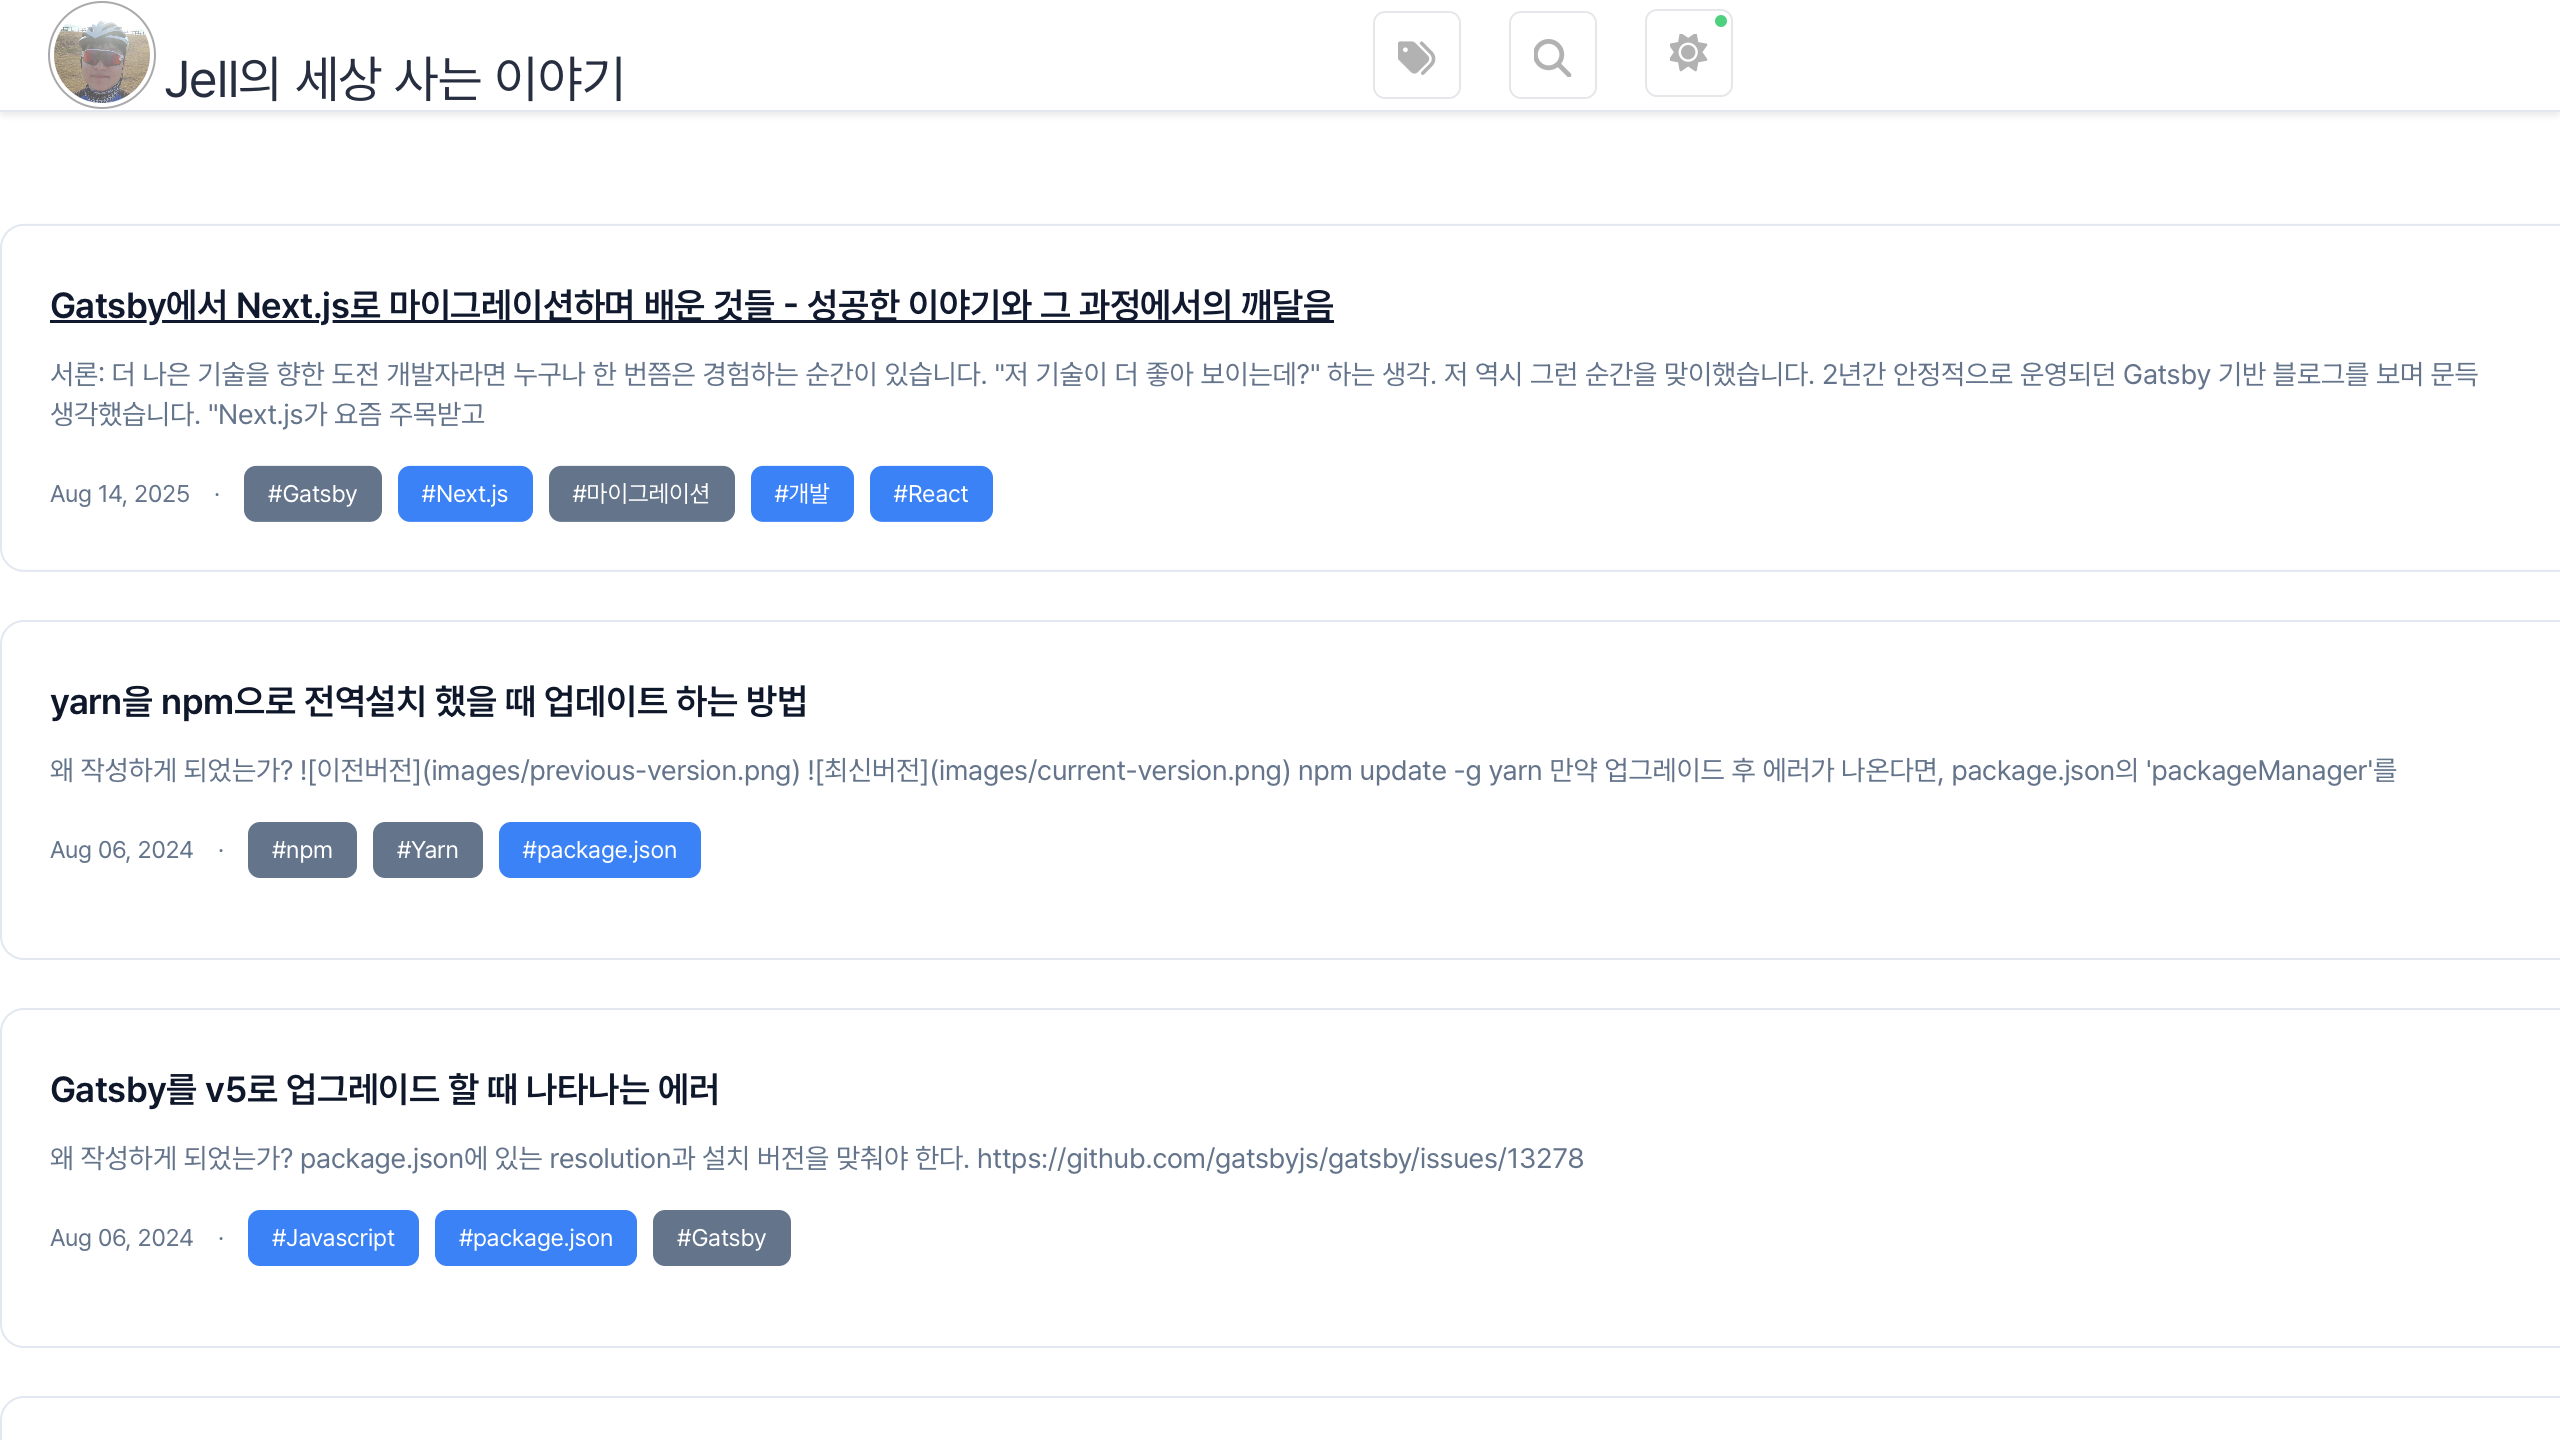 Jell의 세상 사는 이야기
Gatsby에서 Next.js로 마이그레이션하며 배운 것들 - 성공한 이야기와 그 과정에서의 깨달음
서론: 더 나은 기술을 향한 도전 개발자라면 누구나 한 번쯤은 경험하는 순간이 있습니다. "저 기술이 더 좋아 보이는데?" 하는 생각. 저 역시 그런 순간을 맞이했습니다. 2년간 안정적으로 운영되던 Gatsby 기반 블로그를 보며 문득
생각했습니다. "Next.js가 요즘 주목받고
Aug 14, 2025 · #Gatsby #Next.js #마이그레이션 #개발 #React
yarn을 npm으로 전역설치 했을 때 업데이트 하는 방법
왜 작성하게 되었는가? ![이전버전](images/previous-version.png) ![최신버전](images/current-version.png) npm update -g yarn 만약 업그레이드 후 에러가 나온다면, package.json의 'packageManager'를
Aug 06, 2024 · #npm #Yarn #package.json
Gatsby를 v5로 업그레이드 할 때 나타나는 에러
왜 작성하게 되었는가? package.json에 있는 resolution과 설치 버전을 맞춰야 한다. https://github.com/gatsbyjs/gatsby/issues/13278
Aug 06, 2024 · #Javascript #package.json #Gatsby